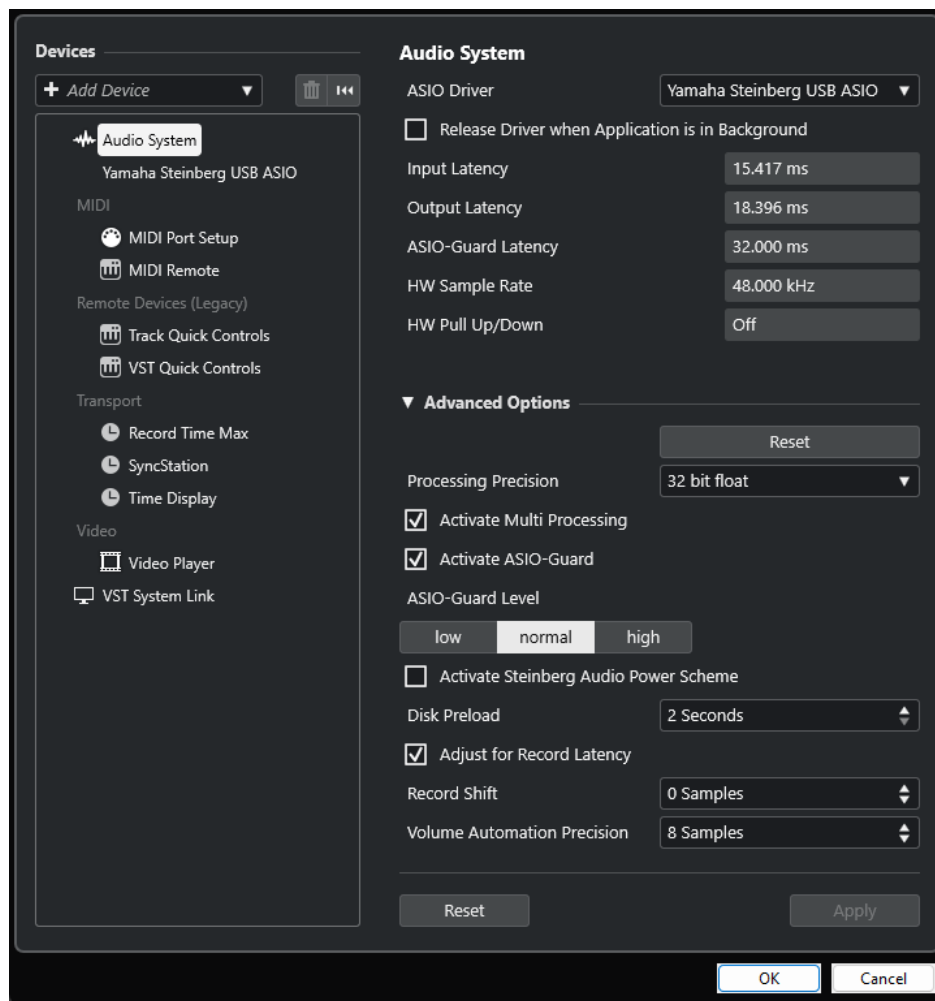 Devices
Add Device
Audio System
Yamaha Steinberg USB ASIO
MIDI
MIDI Port Setup
MIDI Remote
Remote Devices (Legacy)
Track Quick Controls
VST Quick Controls
Transport
Record Time Max
SyncStation
Time Display
Video
Video Player
VST System Link
Audio System
ASIO Driver Yamaha Steinberg USB ASIO
Release Driver when Application is in Background
Input Latency 15.417 ms
Output Latency 18.396 ms
ASIO-Guard Latency 32.000 ms
HW Sample Rate 48.000 kHz
HW Pull Up/Down Off
Advanced Options
Reset
Processing Precision 32 bit float
Activate Multi Processing
Activate ASIO-Guard
ASIO-Guard Level
low normal high
Activate Steinberg Audio Power Scheme
Disk Preload 2 Seconds
Adjust for Record Latency
Record Shift 0 Samples
Volume Automation Precision 8 Samples
Reset Apply
OK Cancel